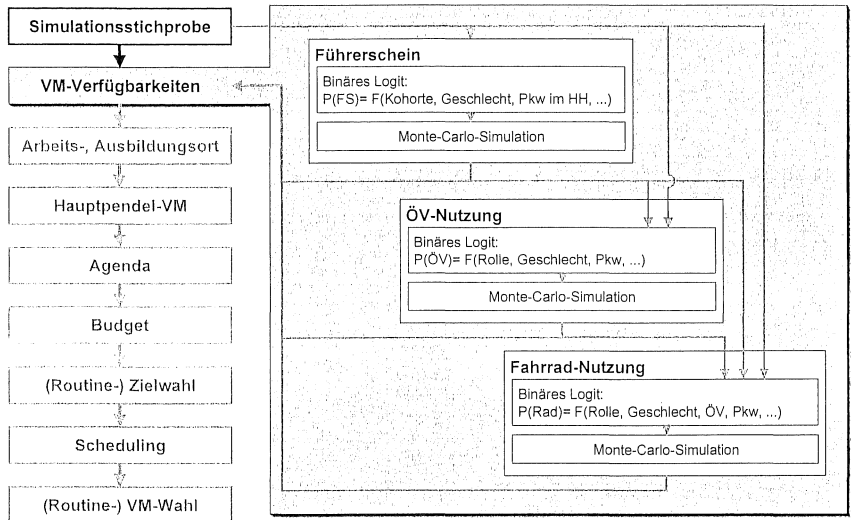 Simulationsstichprobe
VM-Verfügbarkeiten
Arbeits-, Ausbildungsort
Hauptpendel-VM
Agenda
Budget
(Routine-) Zielwahl
Scheduling
(Routine-) VM-Wahl
Führerschein
Binäres Logit:
P(FS)= F(Kohorte, Geschlecht, Pkw im HH, ...)
Monte-Carlo-Simulation
ÖV-Nutzung
Binäres Logit:
P(ÖV)= F(Rolle, Geschlecht, Pkw, ...)
Monte-Carlo-Simulation
Fahrrad-Nutzung
Binäres Logit:
P(Rad)= F(Rolle, Geschlecht, ÖV, Pkw, ...)
Monte-Carlo-Simulation